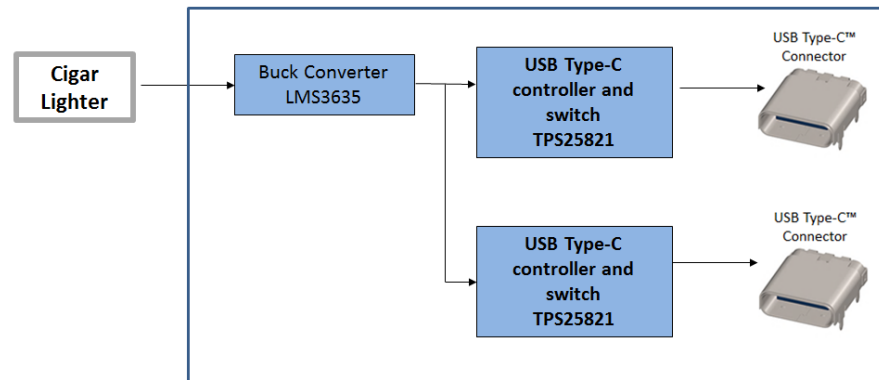 Cigar
Lighter
Buck Converter
LMS3635
USB Type-C
controller and
switch
TPS25821
USB Type-C™
Connector
USB Type-C
controller and
switch
TPS25821
USB Type-C™
Connector